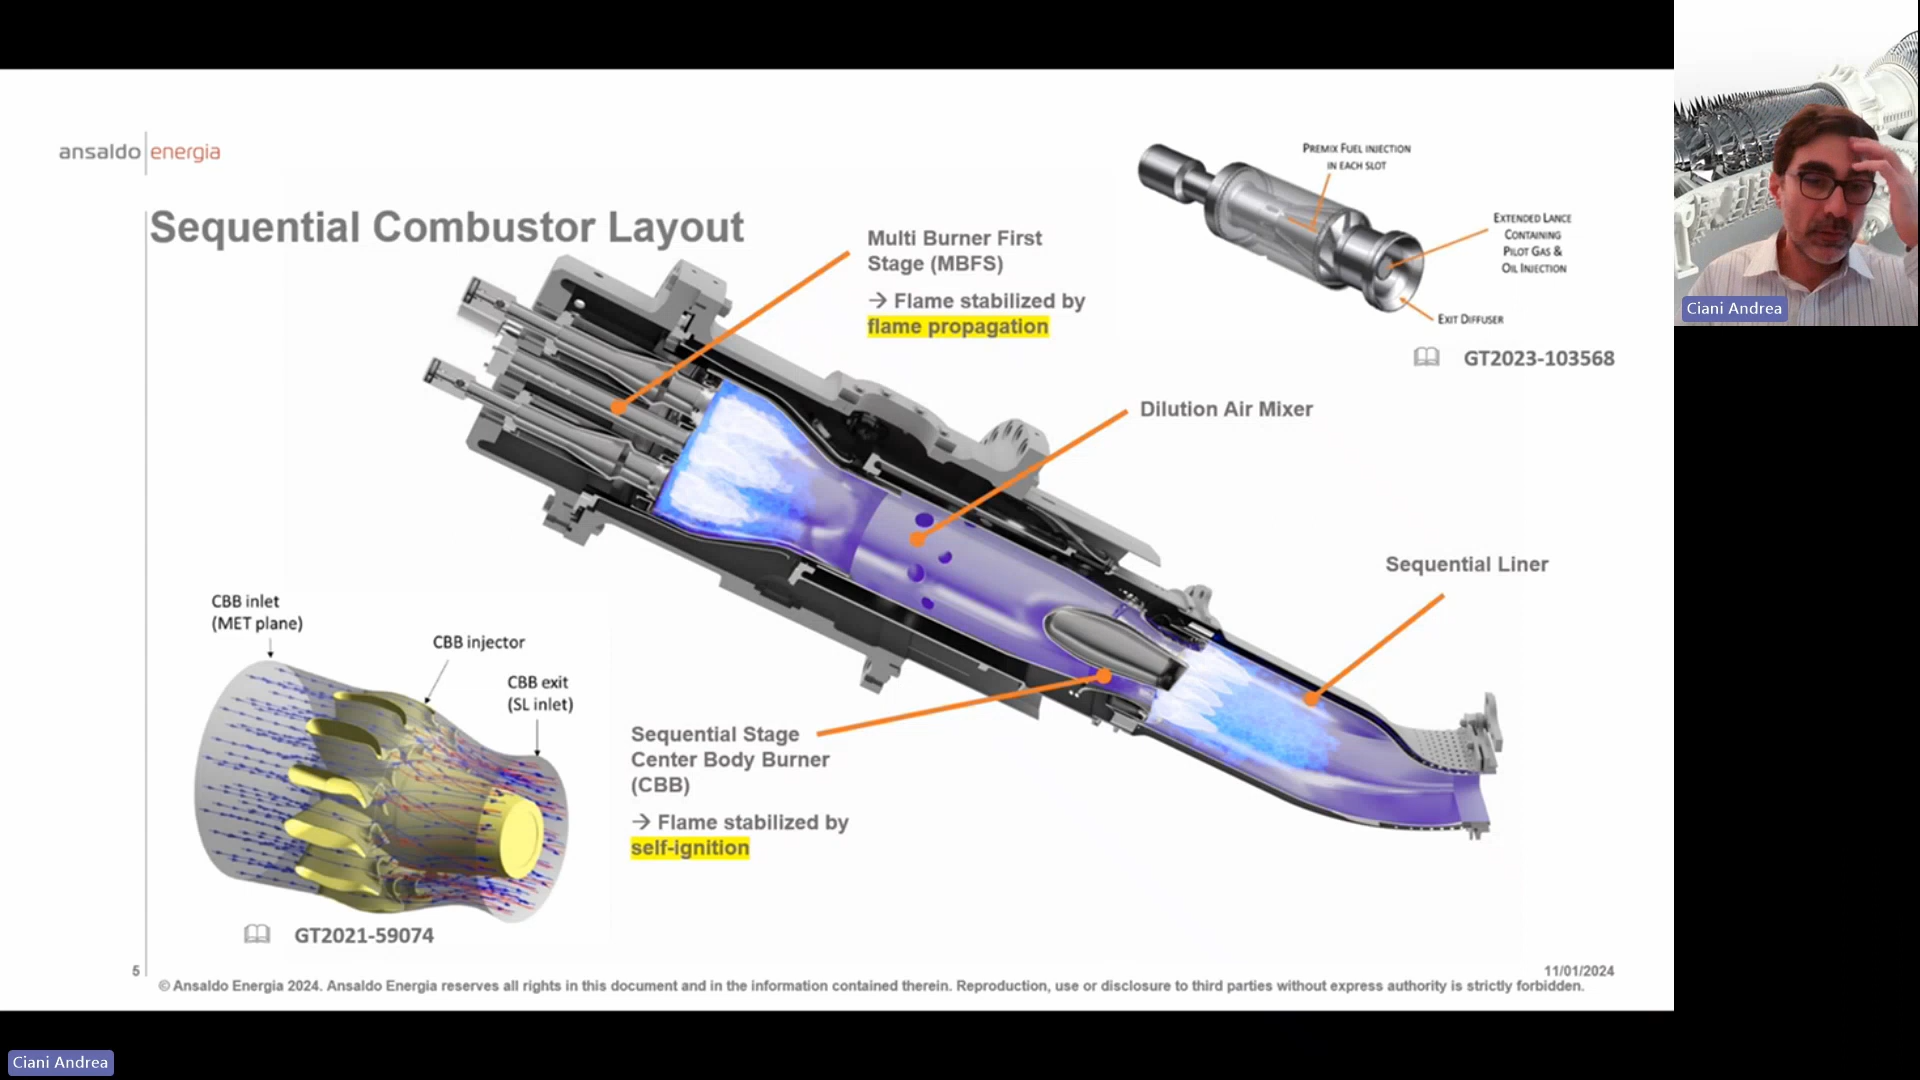 ansaldo energia
Sequential Combustor Layout
Multi Burner First
Stage (MBFS)
→ Flame stabilized by
flame propagation
PREMIX FUEL INJECTION
IN EACH SLOT
EXTENDED LANCE
CONTAINING
PILOT GAS &
OIL INJECTION
EXIT DIFFUSER
GT2023-103568
Ciani Andrea
Dilution Air Mixer
Sequential Liner
CBB inlet
(MET plane)
CBB injector
CBB exit
(SL inlet)
Sequential Stage
Center Body Burner
(CBB)
→ Flame stabilized by
self-ignition
GT2021-59074
5
11/01/2024
© Ansaldo Energia 2024. Ansaldo Energia reserves all rights in this document and in the information contained therein. Reproduction, use or disclosure to third parties without express authority is strictly forbidden.
Ciani Andrea